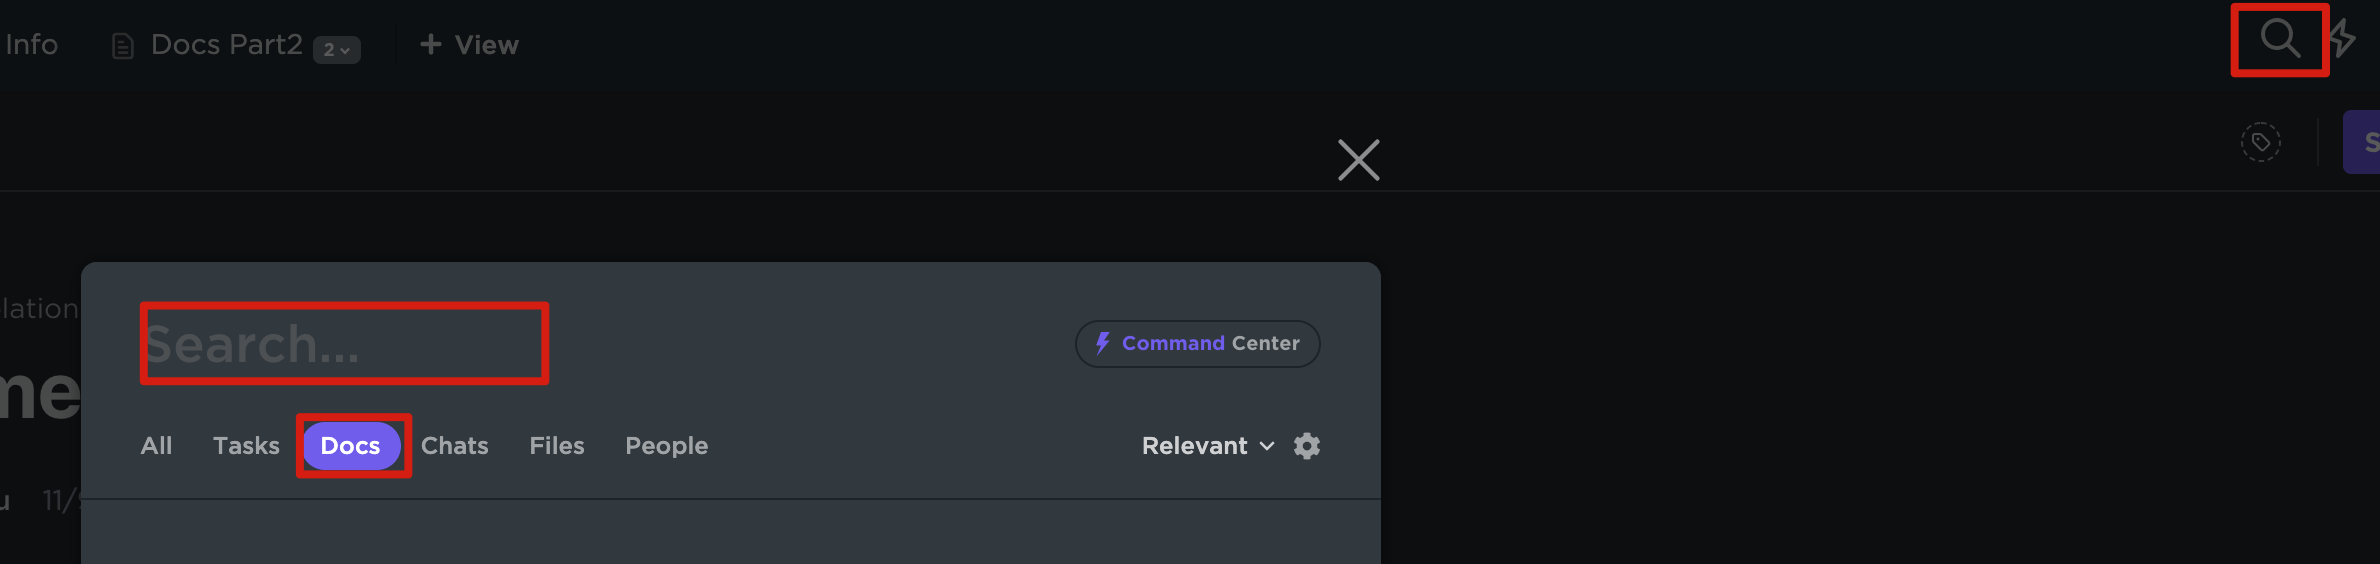 Info Docs Part2 2 + View
S
lation
Search...
Command Center
me
All Tasks Docs Chats Files People Relevant
u 11/